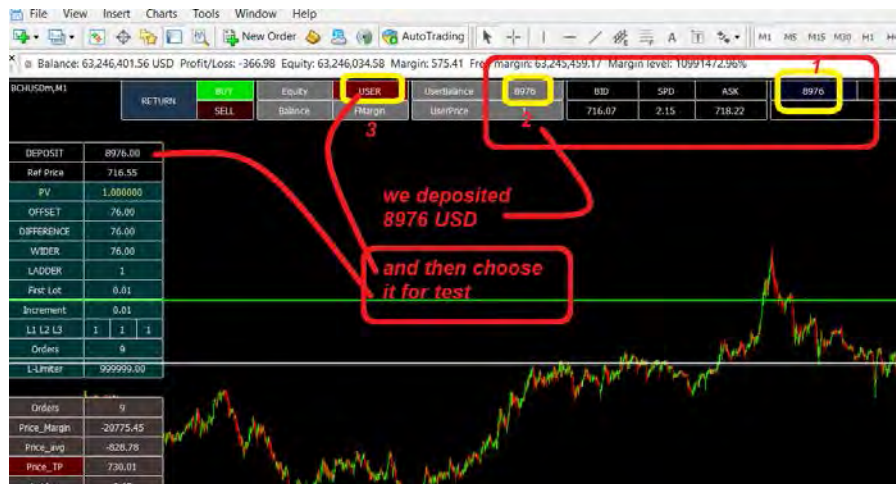 File View Insert Charts Tools Window Help
New Order AutoTrading M1 M5 M15 M30 H1
Balance: 63,246,401.56 USD Profit/Loss: -366.98 Equity: 63,246,034.58 Margin: 575.41 Free margin: 63,245,459.17 Margin level: 10991472.96%
1
BCHUSDm,M1
RETURN BUY Equity USER UserBalance 8976 BID SPD ASK 8976
SELL Balance FMargin UserPrice 1 716.07 2.15 718.22
3 2
DEPOSIT 8976.00
Ref Price 716.55
PV 1.000000
OFFSET 76.00
DIFFERENCE 76.00
WIDER 76.00
LADDER 1
First Lot 0.01
Increment 0.01
L1 L2 L3 1 1 1
Orders 9
L-Limiter 999999.00
we deposited
8976 USD
and then choose
it for test
Orders 9
Price_Margin -20775.45
Price_avg -828.78
Price_TP 730.01